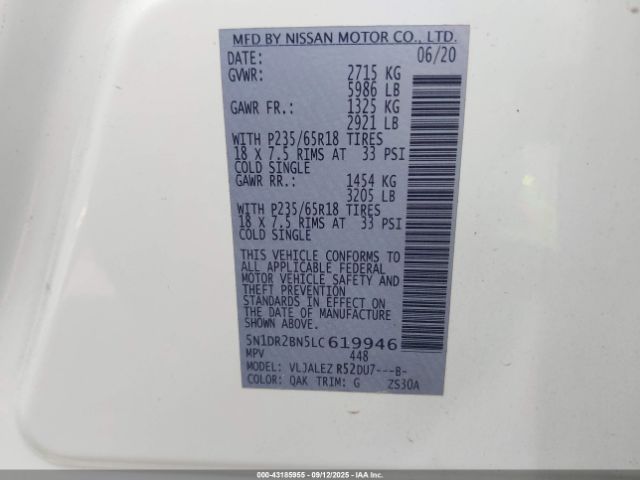 MFD BY NISSAN MOTOR CO., LTD.
DATE: 06/20
GVWR: 2715 KG
5986 LB
GAWR FR.: 1325 KG
2921 LB
WITH P235/65R18 TIRES
18 X 7.5 RIMS AT 33 PSI
COLD SINGLE
GAWR RR.: 1454 KG
3205 LB
WITH P235/65R18 TIRES
18 X 7.5 RIMS AT 33 PSI
COLD SINGLE
THIS VEHICLE CONFORMS TO
ALL APPLICABLE FEDERAL
MOTOR VEHICLE SAFETY AND
THEFT PREVENTION
STANDARDS IN EFFECT ON
THE DATE OF MANUFACTURE
SHOWN ABOVE.
5N1DR2BN5LC619946
MPV 448
MODEL: VLJALEZ R52DU7---B-
COLOR: QAK TRIM: G ZS30A
000-43185955 - 09/12/2025 - IAA Inc.